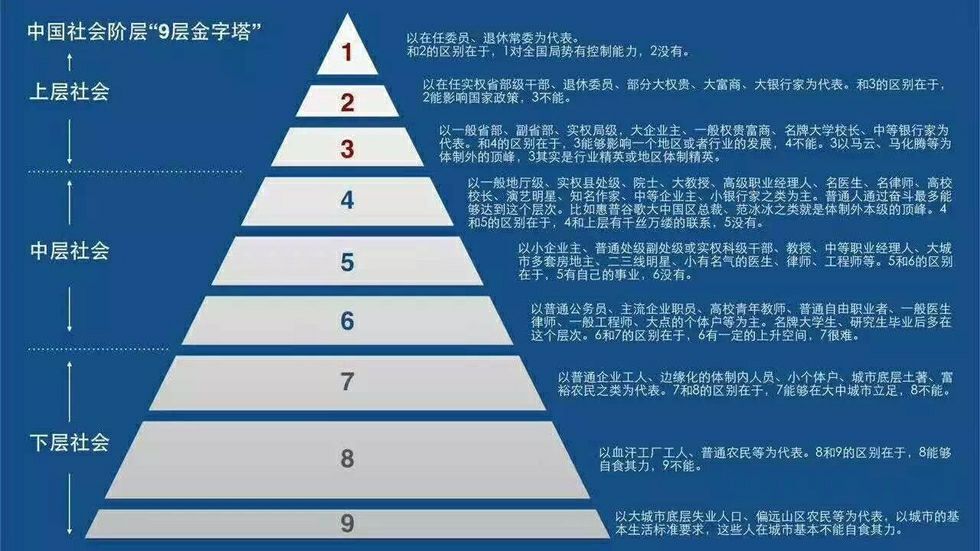 中国社会阶层“9层金字塔”
上层社会
中层社会
下层社会
1
以在任委员、退休常委为代表。
和2的区别在于，1对全国局势有控制能力，2没有。
2
以在任实权省部级干部、退休委员、部分大权贵、大富商、大银行家为代表。和3的区别在于，
2能影响国家政策，3不能。
3
以一般省部、副省部、实权局级，大企业主、一般权贵富商、名牌大学校长、中等银行家为
代表。和4的区别在于，3能够影响一个地区或者行业的发展，4不能。3以马云、马化腾等为
体制外的顶峰，3其实是行业精英或地区体制精英。
4
以一般地厅级、实权县处级、院士、大教授、高级职业经理人、名医生、名律师、高校
校长、演艺明星、知名作家、中等企业主、小银行家之类为主。普通人通过奋斗最多能
够达到这个层次。比如惠普谷歌大中国区总裁、范冰冰之类就是体制外本级的顶峰。4
和5的区别在于，4和上层有千丝万缕的联系，5没有。
5
以小企业主、普通处级副处级或实权科级干部、教授、中等职业经理人、大城
市多套房地主、二三线明星、小有名气的医生、律师、工程师等。5和6的区别
在于，5有自己的事业，6没有。
6
以普通公务员、主流企业职员、高校青年教师、普通自由职业者、一般医生
律师、一般工程师、大点的个体户等为主。名牌大学生、研究生毕业后多在
这个层次。6和7的区别在于，6有一定的上升空间，7很难。
7
以普通企业工人、边缘化的体制内人员、小个体户、城市底层土著、富
裕农民之类为代表。7和8的区别在于，7能够在大中城市立足，8不能。
8
以血汗工厂工人、普通农民等为代表。8和9的区别在于，8能够
自食其力，9不能。
9
以大城市底层失业人口、偏远山区农民等为代表，以城市的基
本生活标准要求，这些人在城市基本不能自食其力。